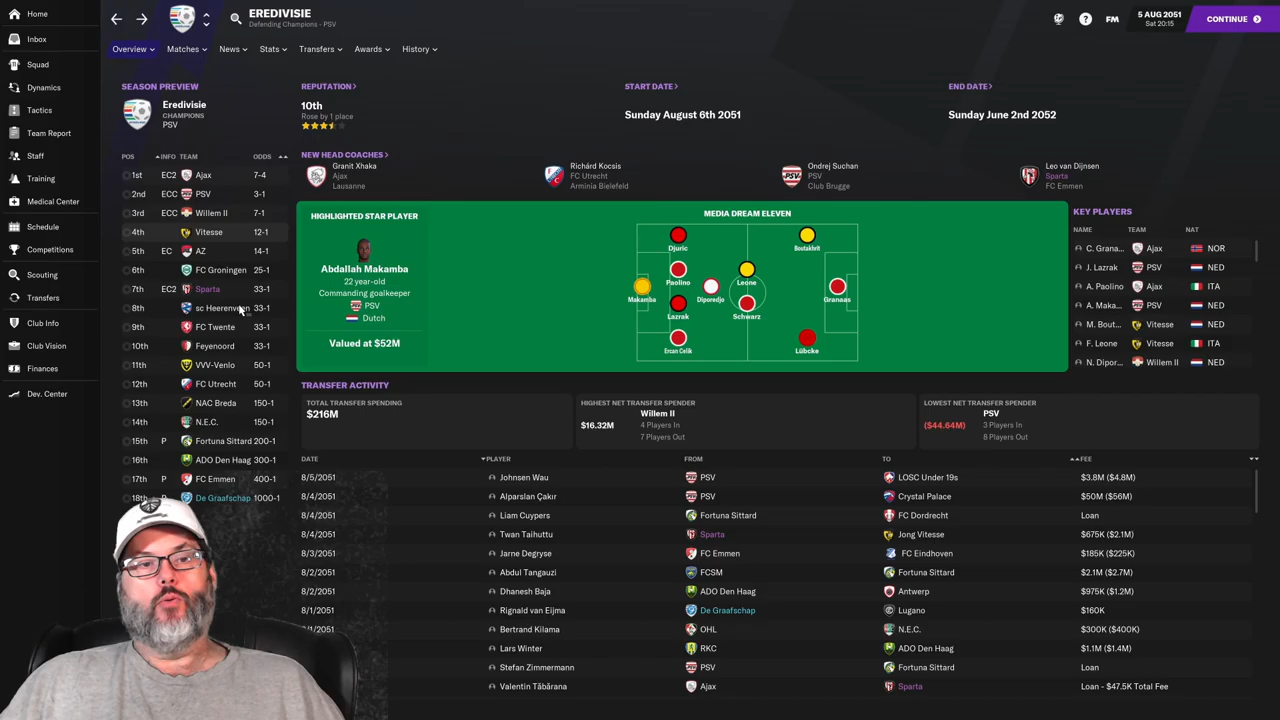 Home
Inbox
Squad
Dynamics
Tactics
Team Report
Staff
Training
Medical Center
Schedule
Competitions
Scouting
Transfers
Club Info
Club Vision
Finances
Dev. Center
EREDIVISIE
Defending Champions - PSV
FM
5 AUG 2051
Sat 20:15
CONTINUE
Overview
Matches
News
Stats
Transfers
Awards
History
SEASON PREVIEW
Eredivisie
CHAMPIONS
PSV
POS INFO TEAM ODDS
1st EC2 Ajax 7-4
2nd ECC PSV 3-1
3rd ECC Willem II 7-1
4th Vitesse 12-1
5th EC AZ 14-1
6th FC Groningen 25-1
7th EC2 Sparta 33-1
8th sc Heerenveen 33-1
9th FC Twente 33-1
10th Feyenoord 33-1
11th VVV-Venlo 50-1
12th FC Utrecht 50-1
13th NAC Breda 150-1
14th N.E.C. 150-1
15th P Fortuna Sittard 200-1
16th ADO Den Haag 300-1
17th P FC Emmen 400-1
18th P De Graafschap 1000-1
REPUTATION
10th
Rose by 1 place
START DATE
Sunday August 6th 2051
END DATE
Sunday June 2nd 2052
NEW HEAD COACHES
Granit Xhaka
Ajax
Lausanne
Richárd Kocsis
FC Utrecht
Arminia Bielefeld
Ondrej Suchan
PSV
Club Brugge
Leo van Dijnsen
Sparta
FC Emmen
HIGHLIGHTED STAR PLAYER
Abdallah Makamba
22 year-old
Commanding goalkeeper
PSV
Dutch
Valued at $52M
MEDIA DREAM ELEVEN
Djuric
Boutakhrit
Paolino
Leone
Makamba
Diporedjo
Granaas
Lazrak
Schwarz
Ercan Celik
Lübcke
KEY PLAYERS
NAME TEAM NAT
C. Grana... Ajax NOR
J. Lazrak PSV NED
A. Paolino Ajax ITA
A. Maka... PSV NED
M. Bout... Vitesse NED
F. Leone Vitesse ITA
N. Dipor... Willem II NED
TRANSFER ACTIVITY
TOTAL TRANSFER SPENDING
$216M
HIGHEST NET TRANSFER SPENDER
$16.32M
Willem II
4 Players In
7 Players Out
LOWEST NET TRANSFER SPENDER
($44.64M)
PSV
3 Players In
8 Players Out
DATE PLAYER FROM TO FEE
8/5/2051 Johnsen Wau PSV LOSC Under 19s $3.8M ($4.8M)
8/4/2051 Alparslan Çakır PSV Crystal Palace $50M ($56M)
8/4/2051 Liam Cuypers Fortuna Sittard FC Dordrecht Loan
8/4/2051 Twan Taihuttu Sparta Jong Vitesse $675K ($2.1M)
8/3/2051 Jarne Degryse FC Emmen FC Eindhoven $185K ($225K)
8/2/2051 Abdul Tangauzi FCSM Fortuna Sittard $2.1M ($2.7M)
8/2/2051 Dhanesh Baja ADO Den Haag Antwerp $975K ($1.2M)
8/1/2051 Rignald van Eijma De Graafschap Lugano $160K
/1/2051 Bertrand Kilama OHL N.E.C. $300K ($400K)
Lars Winter RKC ADO Den Haag $1.1M ($1.4M)
Stefan Zimmermann PSV Fortuna Sittard Loan
Valentin Tăbărana Ajax Sparta Loan - $47.5K Total Fee